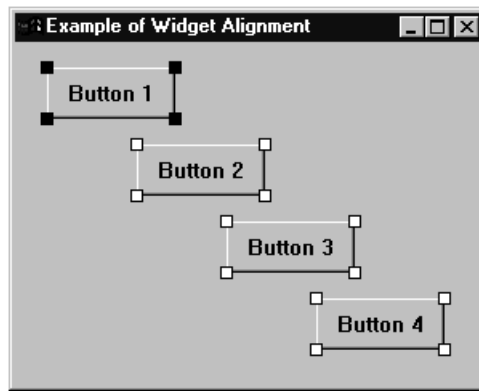 Example of Widget Alignment
Button 1
Button 2
Button 3
Button 4